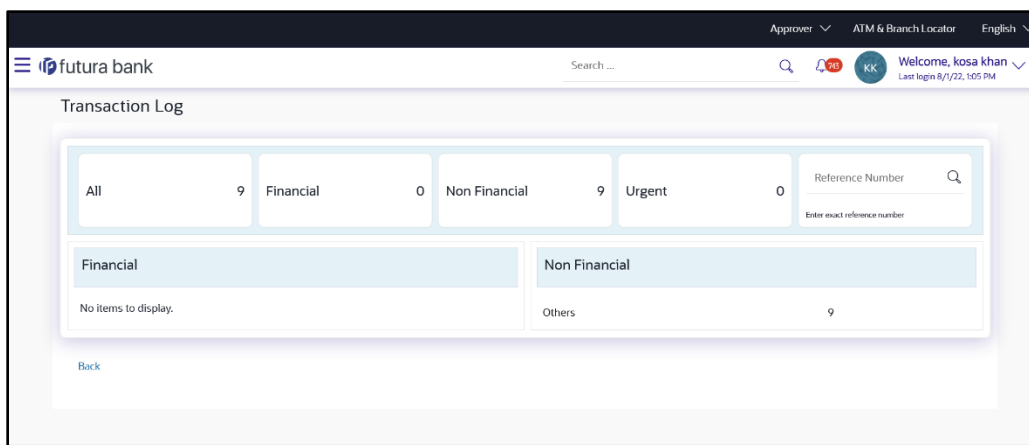 Approver ATM & Branch Locator English
futura bank Search ... 743 KK Welcome, kosa khan
Last login 8/1/22, 1:05 PM
Transaction Log
All 9 Financial 0 Non Financial 9 Urgent 0 Reference Number
Enter exact reference number
Financial Non Financial
No items to display. Others 9
Back